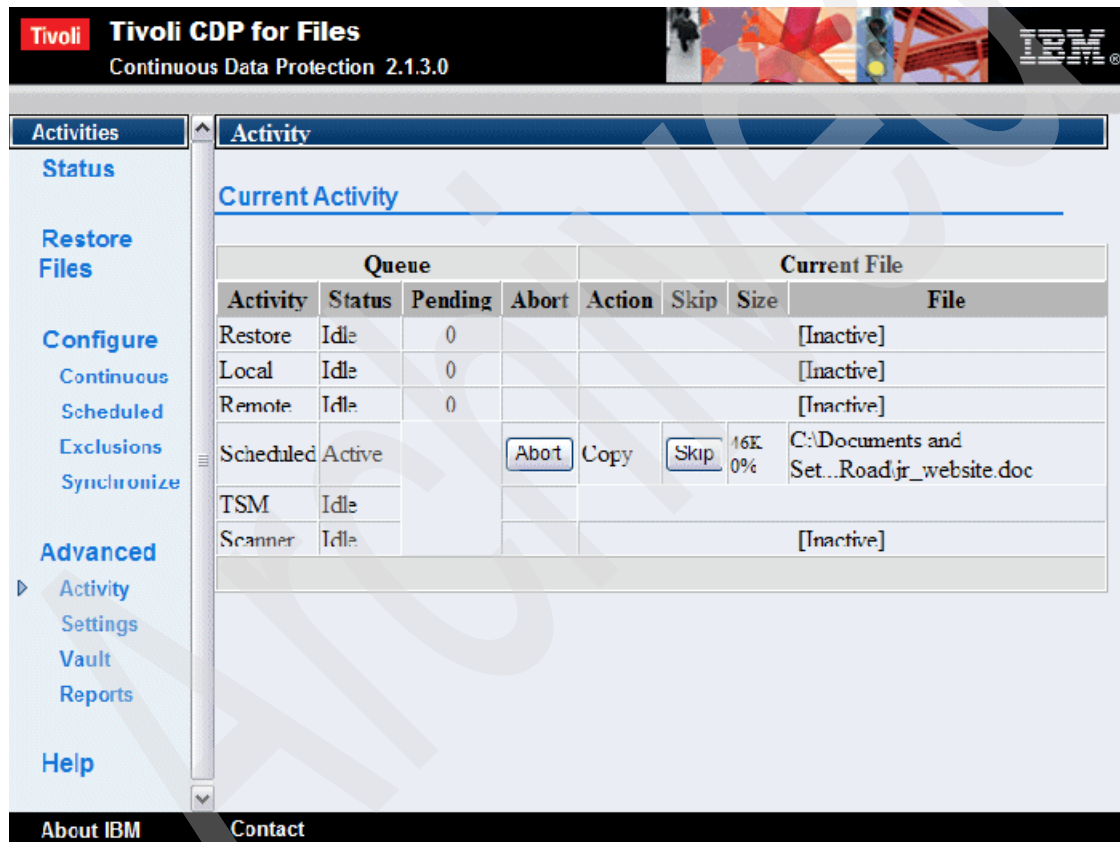 Tivoli Tivoli CDP for Files
Continuous Data Protection 2.1.3.0
IBM®
Activities
Status
Restore
Files
Configure
Continuous
Scheduled
Exclusions
Synchronize
Advanced
Activity
Settings
Vault
Reports
Help
Activity
Current Activity
Queue Current File
Activity Status Pending Abort Action Skip Size File
Restore Idle 0 [Inactive]
Local Idle 0 [Inactive]
Remote Idle 0 [Inactive]
Scheduled Active Abort Copy Skip 46K 0% C:\Documents and
Set...Road\jr_website.doc
TSM Idle
Scanner Idle [Inactive]
About IBM Contact
Archived